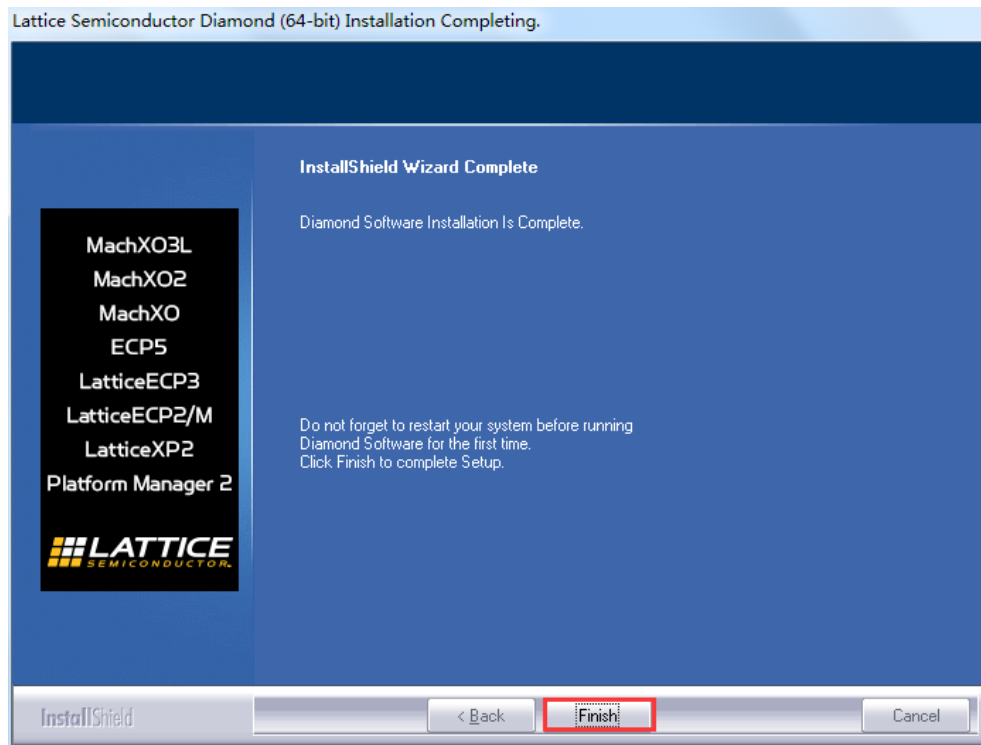 Lattice Semiconductor Diamond (64-bit) Installation Completing.
InstallShield Wizard Complete
Diamond Software Installation Is Complete.
MachXO3L
MachXO2
MachXO
ECP5
LatticeECP3
LatticeECP2/M
LatticeXP2
Platform Manager 2
LATTICE
SEMICONDUCTOR.
Do not forget to restart your system before running
Diamond Software for the first time.
Click Finish to complete Setup.
InstallShield
< Back
Finish
Cancel